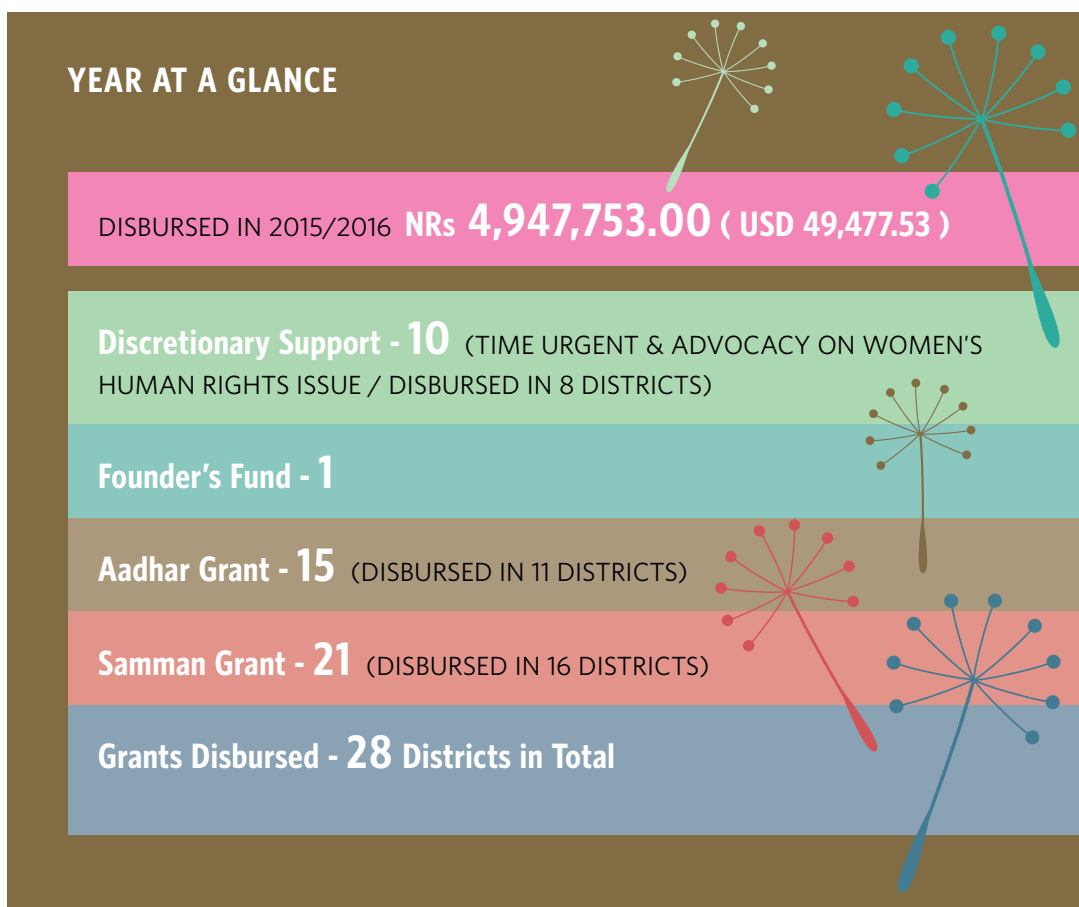 YEAR AT A GLANCE
DISBURSED IN 2015/2016 NRs 4,947,753.00 ( USD 49,477.53 )
Discretionary Support - 10 (TIME URGENT & ADVOCACY ON WOMEN’S
HUMAN RIGHTS ISSUE / DISBURSED IN 8 DISTRICTS)
Founder’s Fund - 1
Aadhar Grant - 15 (DISBURSED IN 11 DISTRICTS)
Samman Grant - 21 (DISBURSED IN 16 DISTRICTS)
Grants Disbursed - 28 Districts in Total